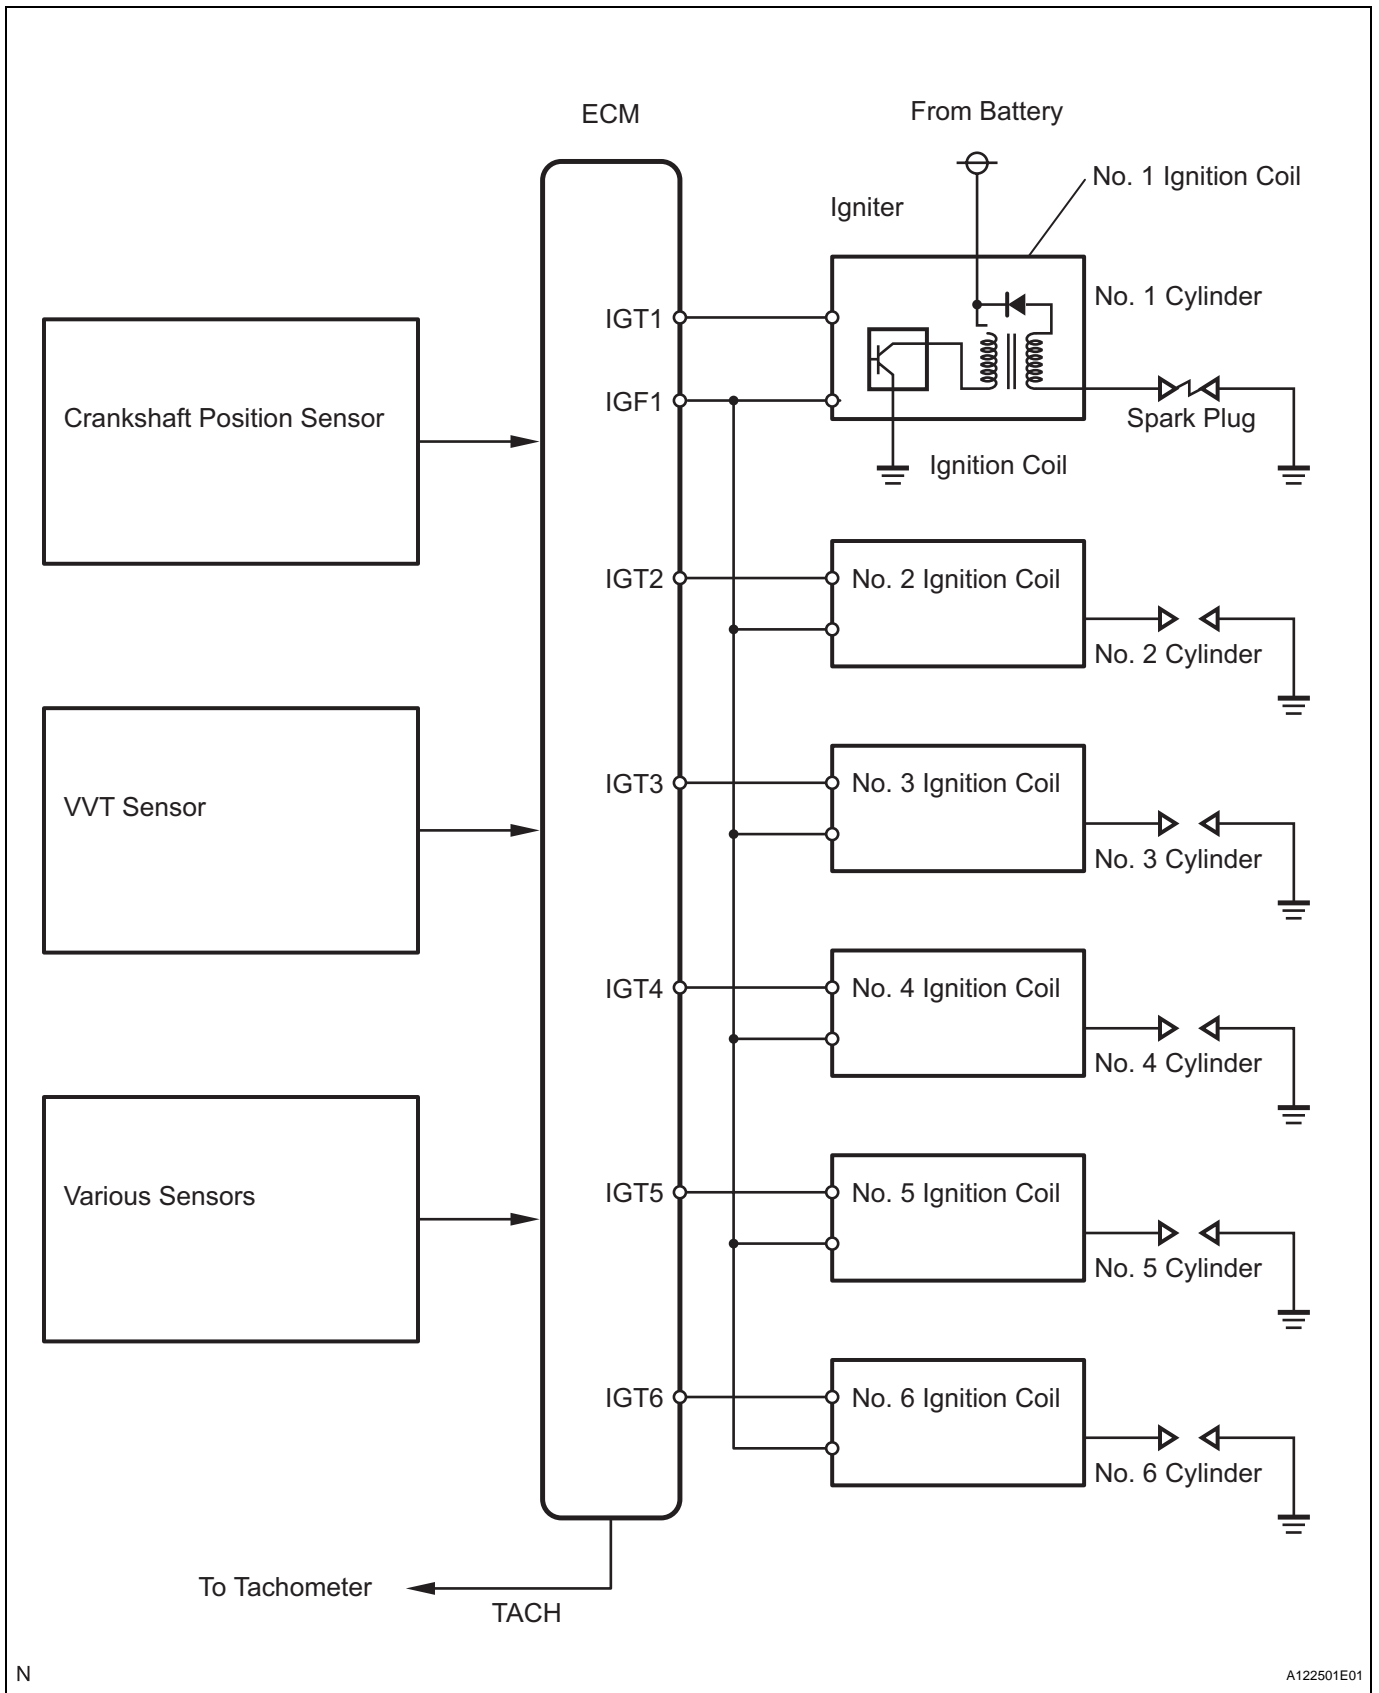 ECM
From Battery
No. 1 Ignition Coil
Igniter
No. 1 Cylinder
IGT1
IGF1
Crankshaft Position Sensor
Spark Plug
Ignition Coil
IGT2
No. 2 Ignition Coil
No. 2 Cylinder
IGT3
No. 3 Ignition Coil
VVT Sensor
No. 3 Cylinder
IGT4
No. 4 Ignition Coil
No. 4 Cylinder
IGT5
No. 5 Ignition Coil
Various Sensors
No. 5 Cylinder
IGT6
No. 6 Ignition Coil
No. 6 Cylinder
To Tachometer
TACH
N
A122501E01